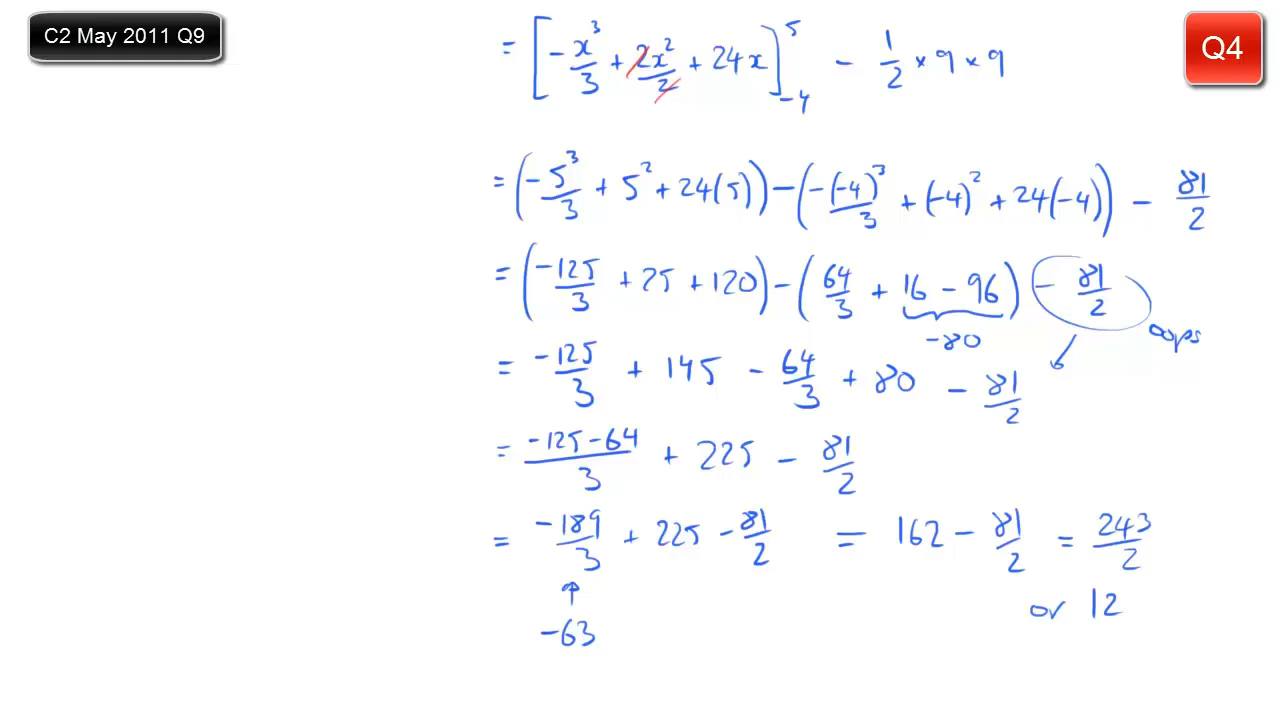 C2 May 2011 Q9
Q4
= [ -x³/3 + 2x²/2 + 24x ]⁵₋₄ - 1/2 × 9 × 9
= ( -5³/3 + 5² + 24(5) ) - ( -(-4)³/3 + (-4)² + 24(-4) ) - 81/2
= ( -125/3 + 25 + 120 ) - ( 64/3 + 16 - 96 ) - 81/2
-80
oops
= -125/3 + 145 - 64/3 + 80 - 81/2
= (-125-64)/3 + 225 - 81/2
= -189/3 + 225 - 81/2 = 162 - 81/2 = 243/2
-63
or 12